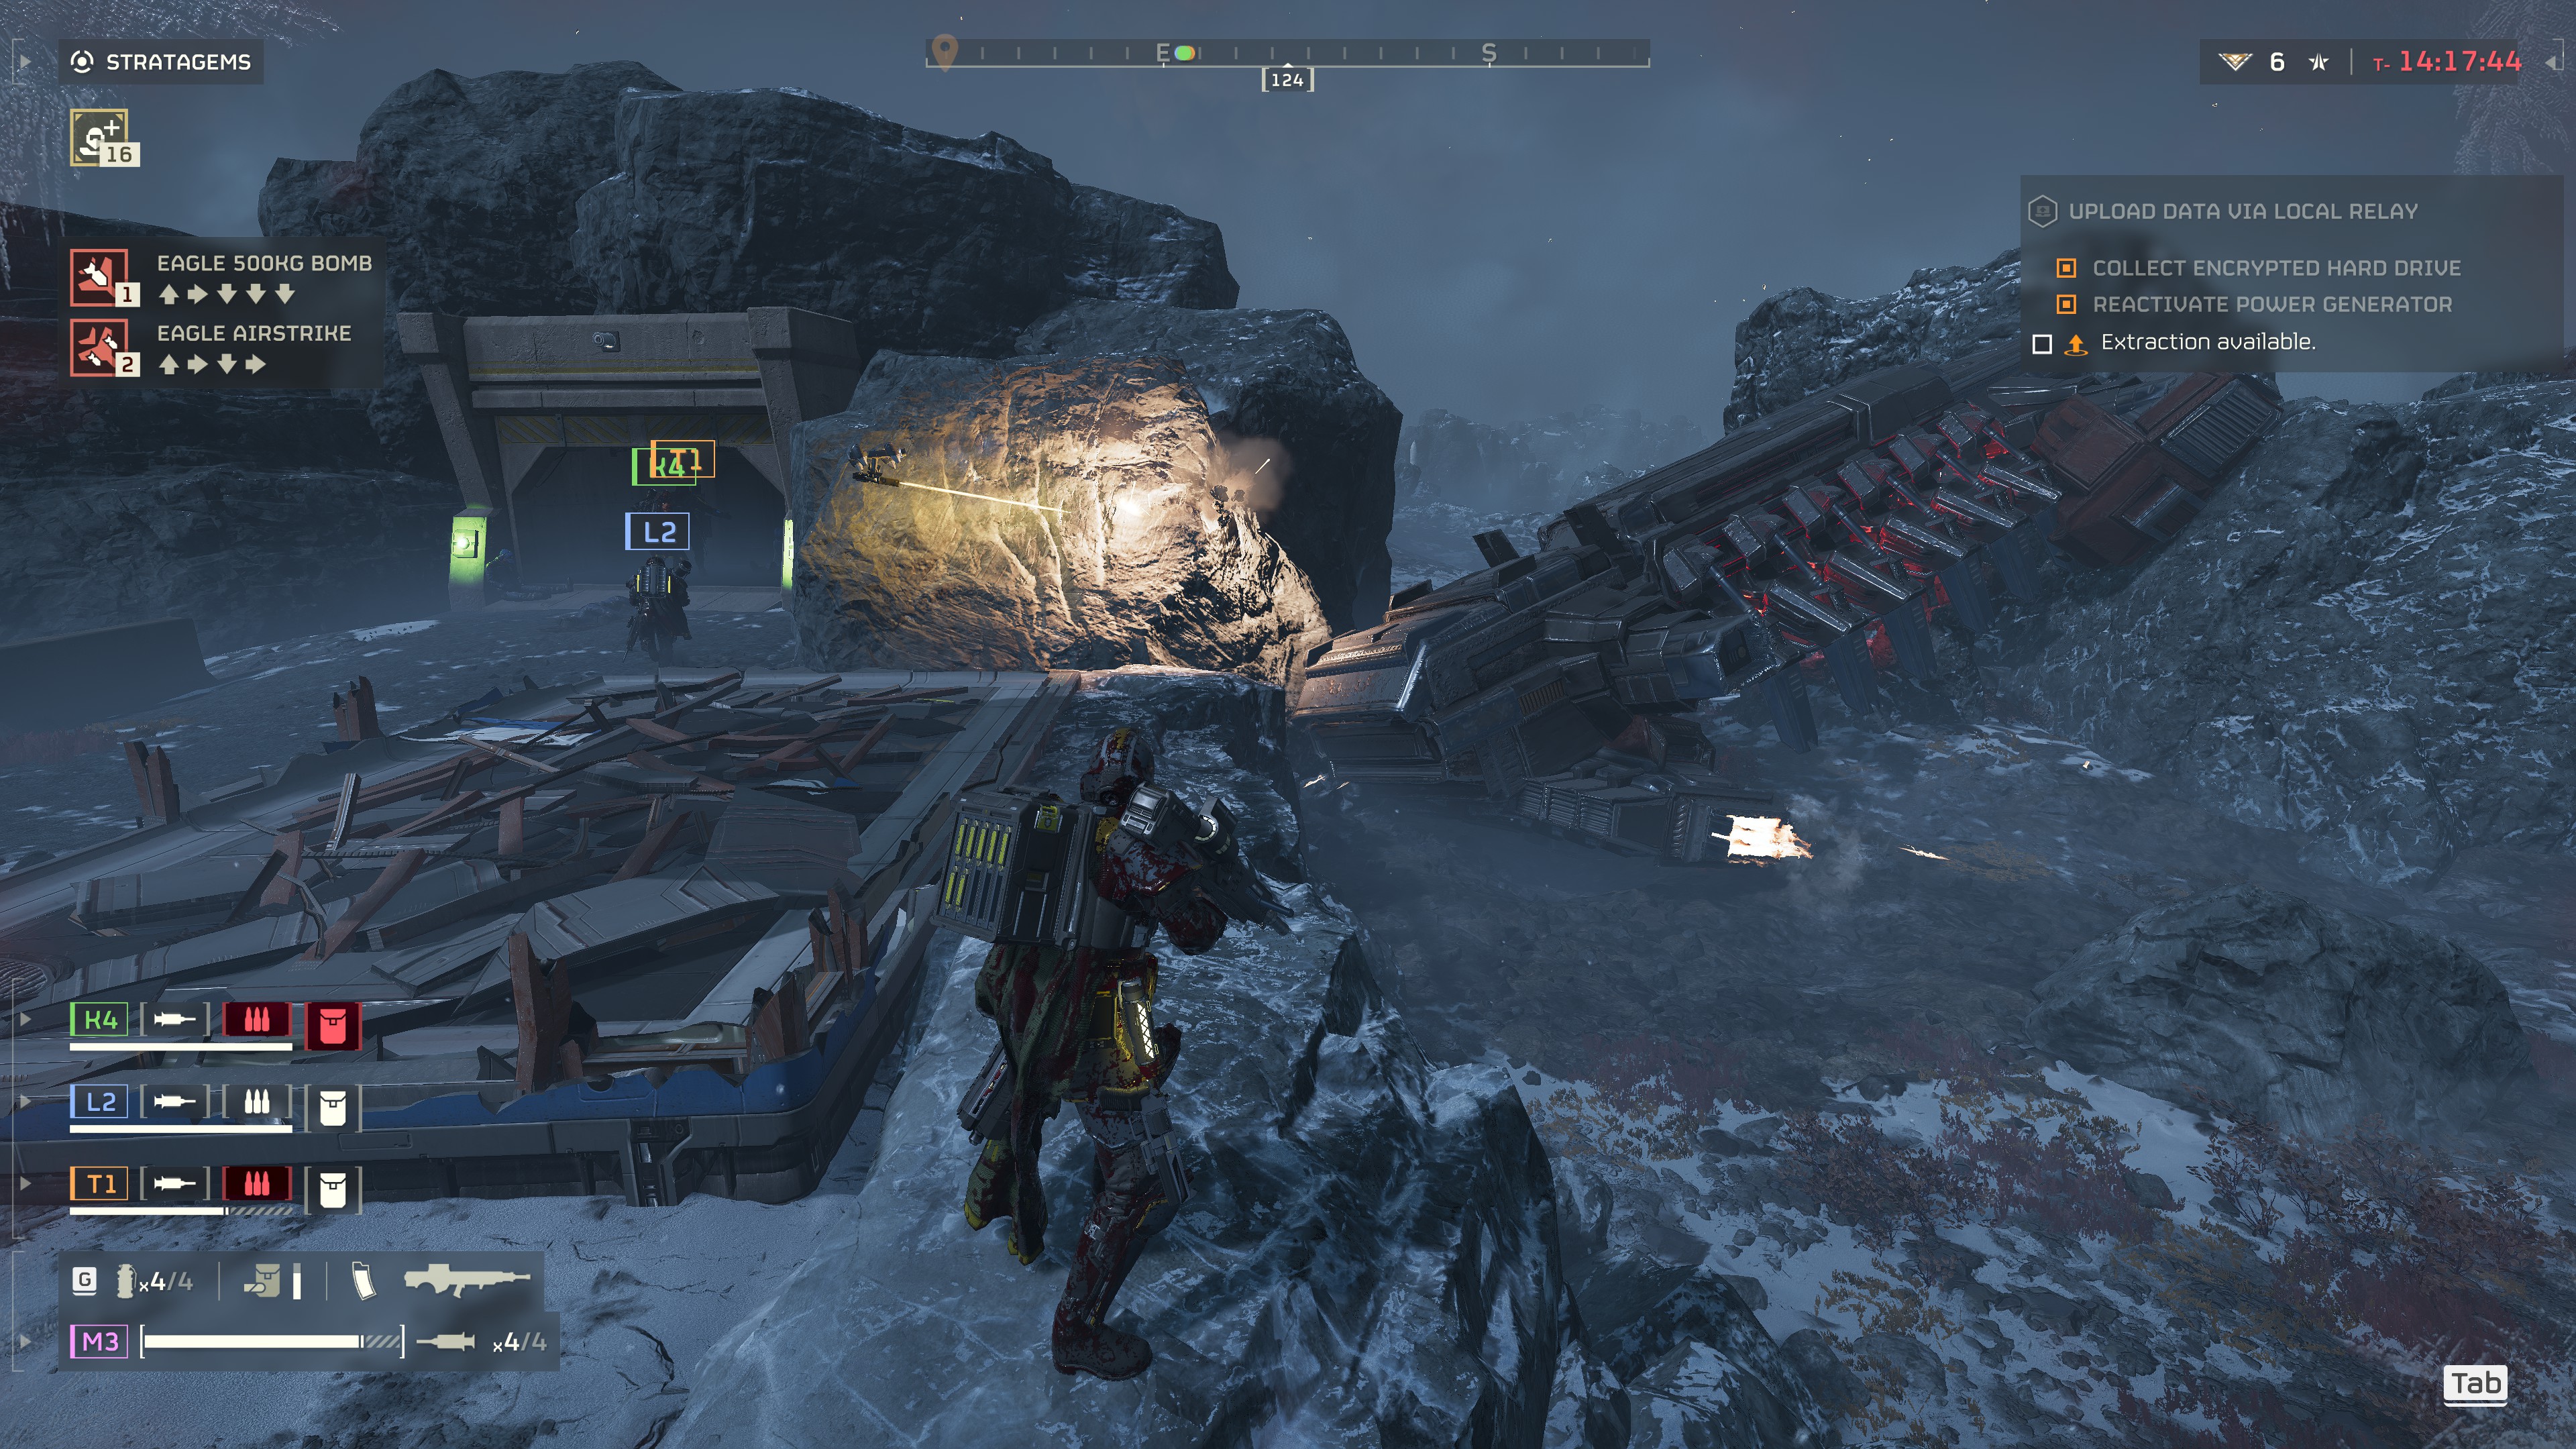 STRATAGEMS
16
EAGLE 500KG BOMB
1
EAGLE AIRSTRIKE
2
E S
[124]
6 T- 14:17:44
UPLOAD DATA VIA LOCAL RELAY
COLLECT ENCRYPTED HARD DRIVE
REACTIVATE POWER GENERATOR
Extraction available.
K4 T1
L2
K4
L2
T1
G x4/4
M3 x4/4
Tab